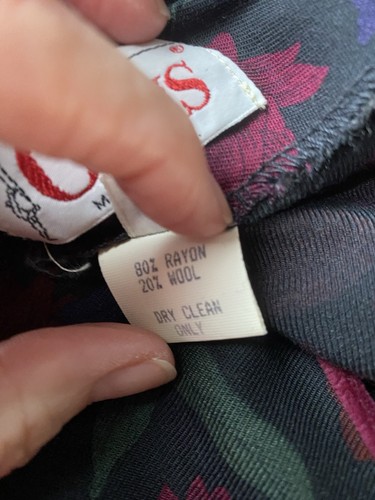 ®
M
80% RAYON
20% WOOL
DRY CLEAN
ONLY